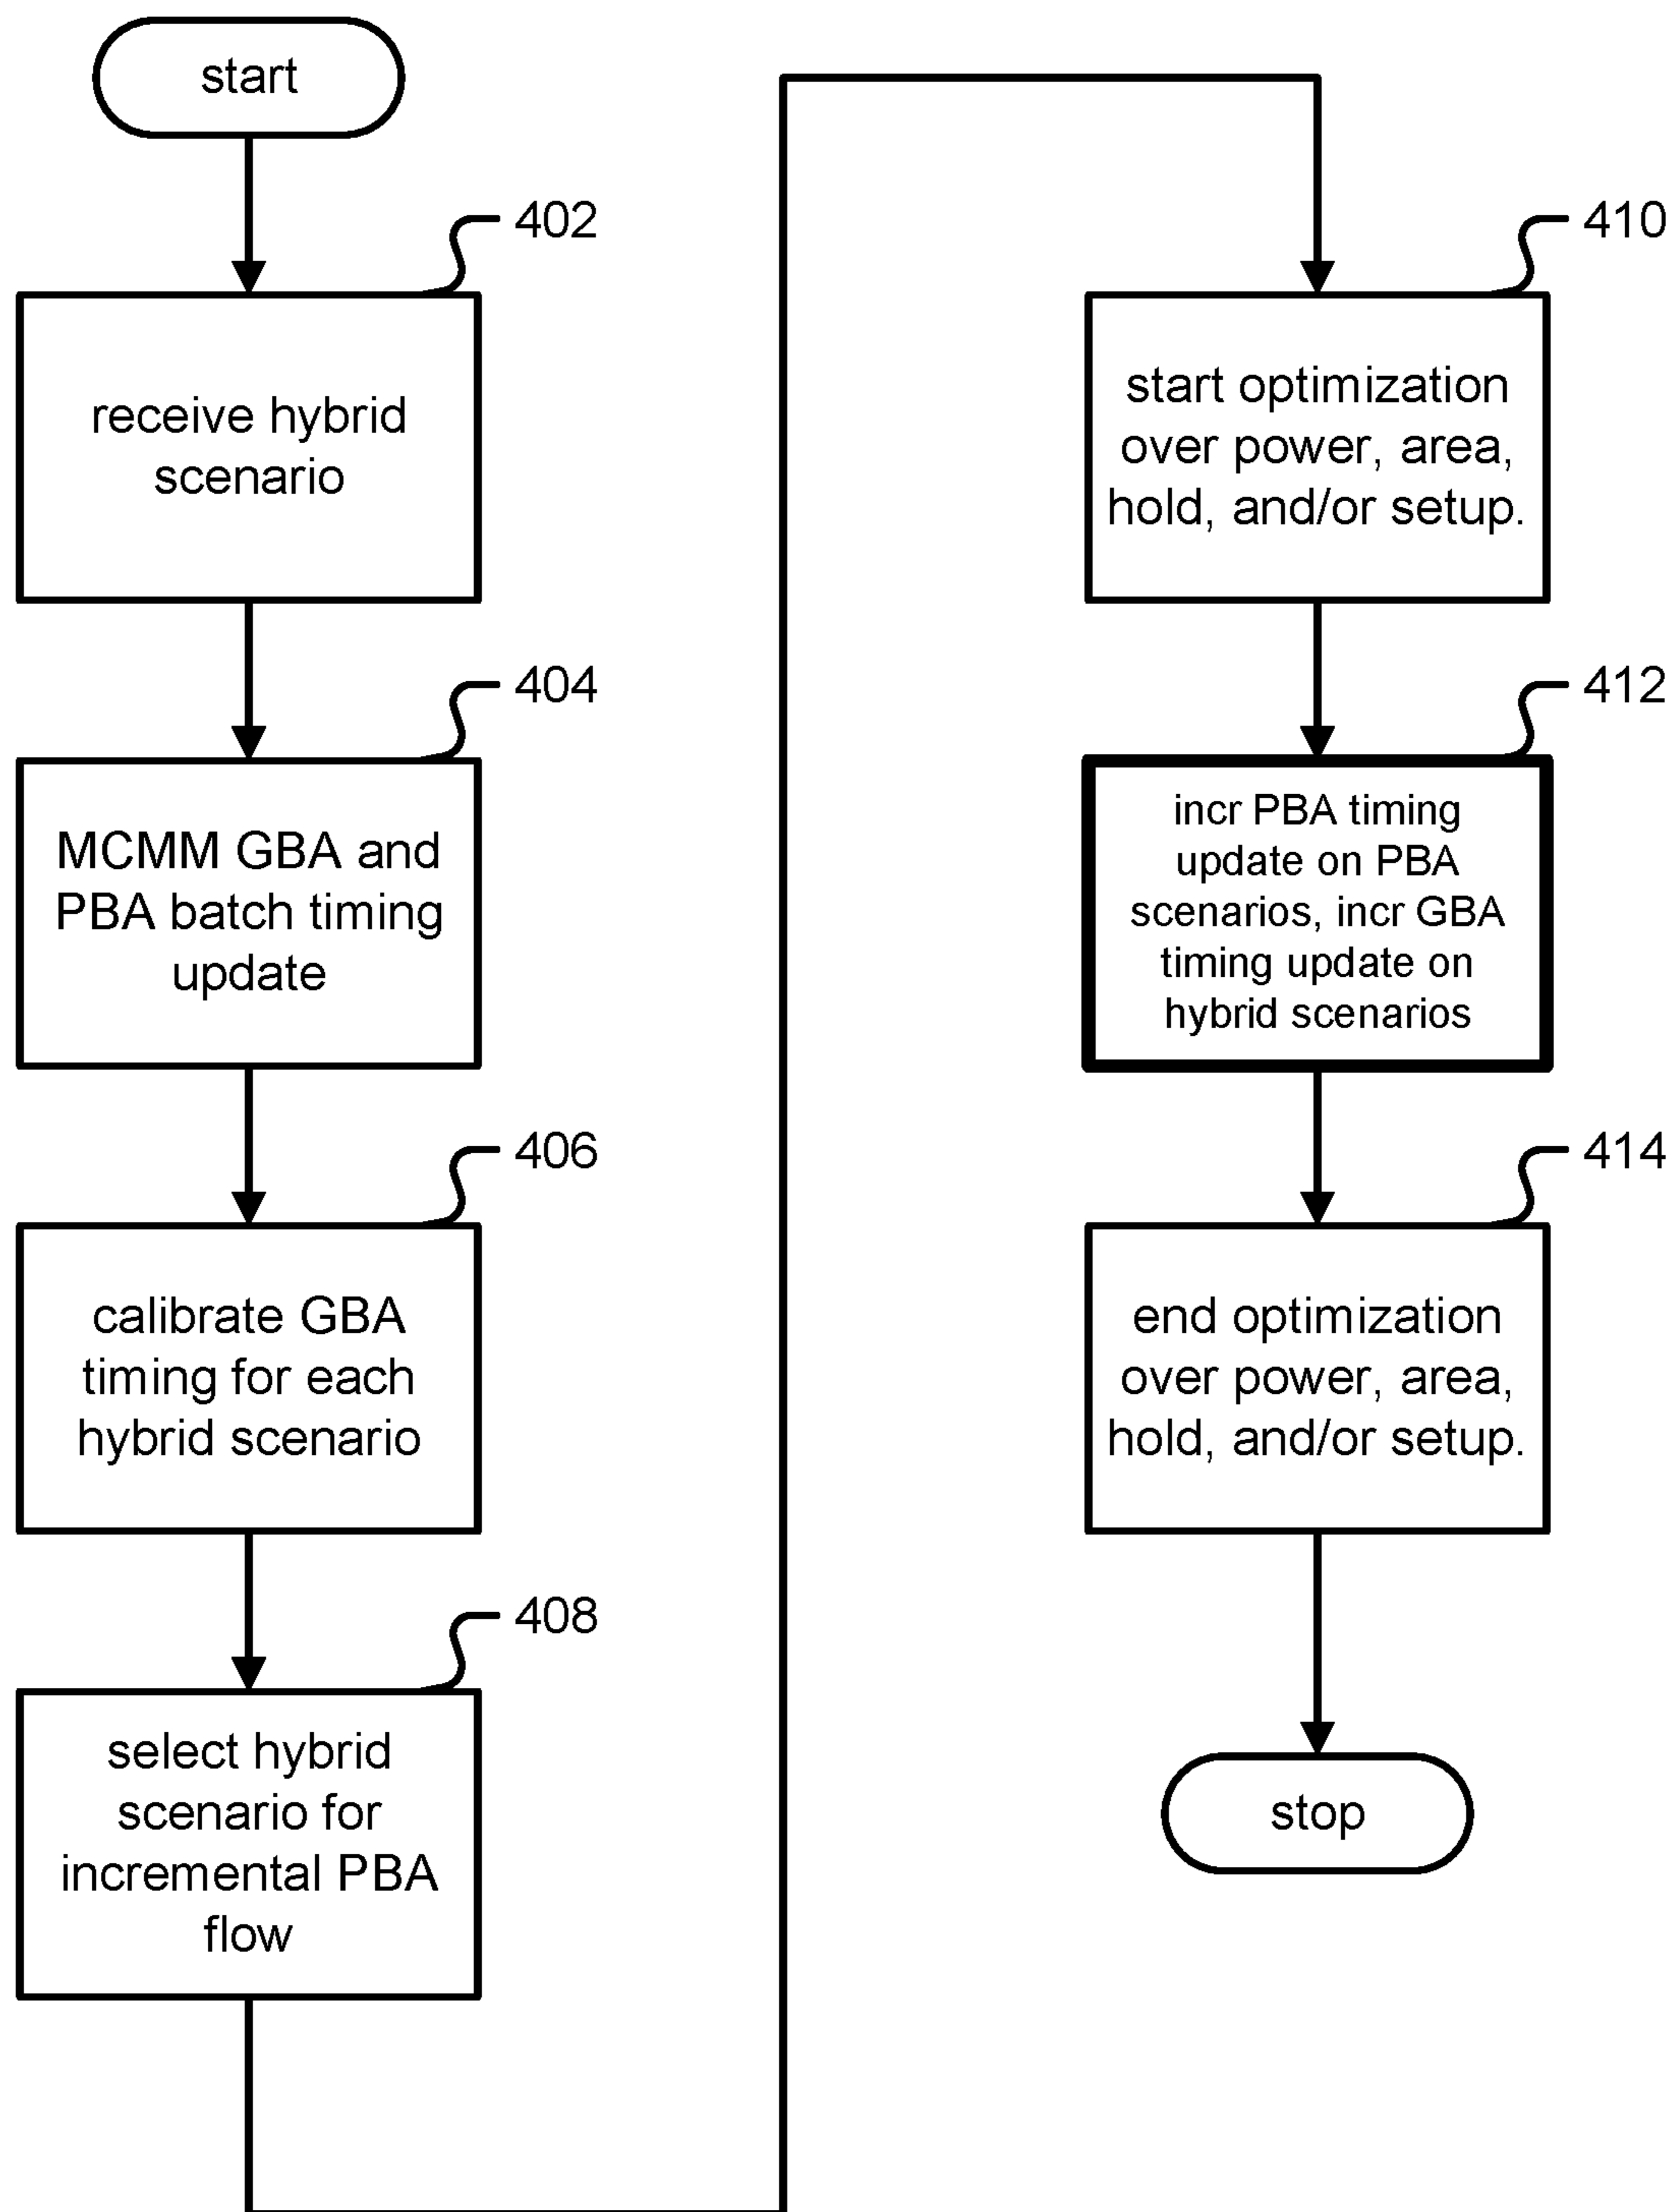 start
402
receive hybrid
scenario
404
MCMM GBA and
PBA batch timing
update
406
calibrate GBA
timing for each
hybrid scenario
408
select hybrid
scenario for
incremental PBA
flow
410
start optimization
over power, area,
hold, and/or setup.
412
incr PBA timing
update on PBA
scenarios, incr GBA
timing update on
hybrid scenarios
414
end optimization
over power, area,
hold, and/or setup.
stop